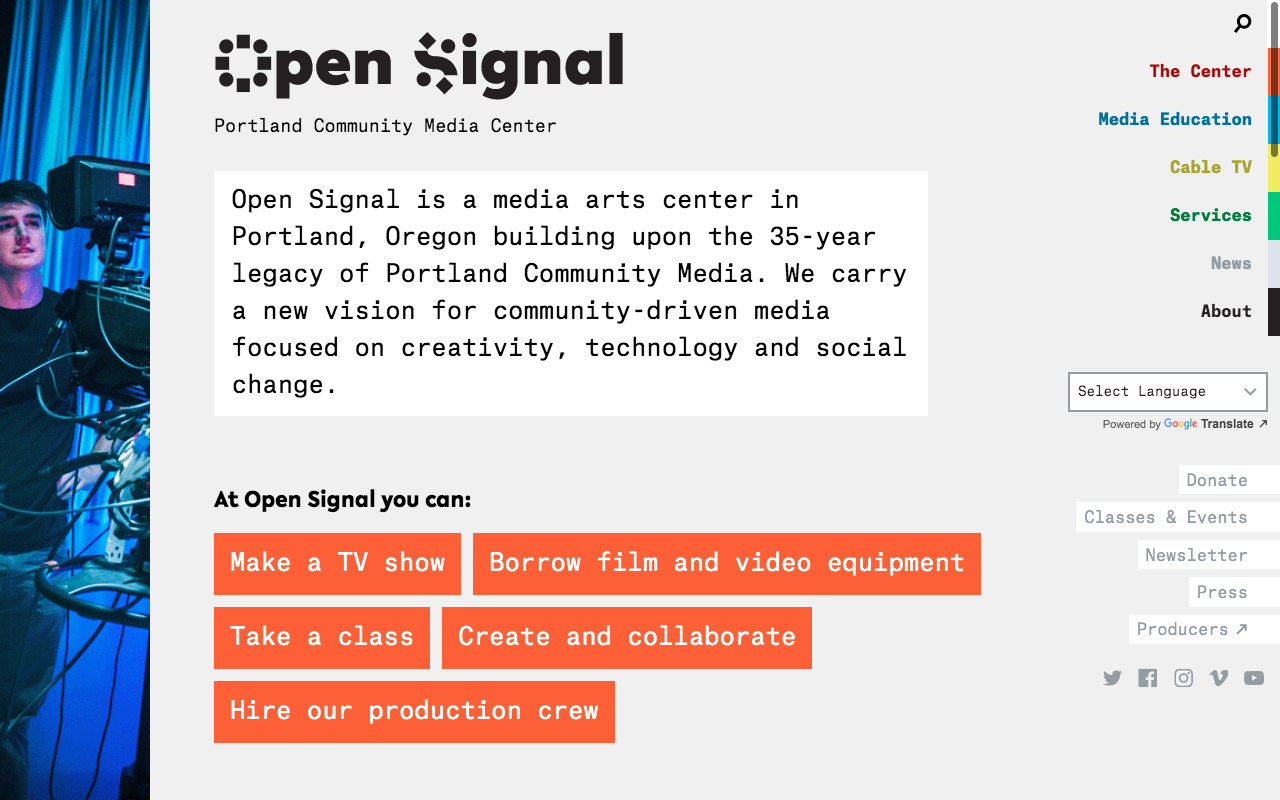 Open Signal
Portland Community Media Center
Open Signal is a media arts center in
Portland, Oregon building upon the 35-year
legacy of Portland Community Media. We carry
a new vision for community-driven media
focused on creativity, technology and social
change.
At Open Signal you can:
Make a TV show
Borrow film and video equipment
Take a class
Create and collaborate
Hire our production crew
The Center
Media Education
Cable TV
Services
News
About
Select Language
Powered by Google Translate ↗
Donate
Classes & Events
Newsletter
Press
Producers ↗